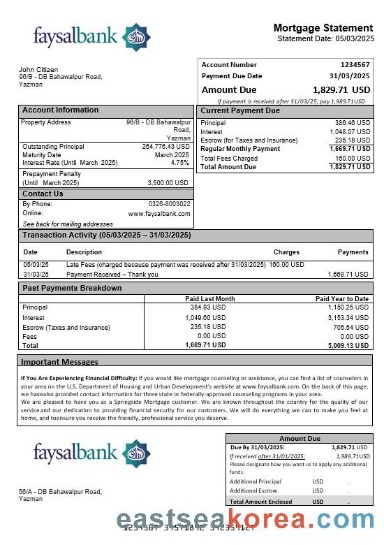 faysalbank
Mortgage Statement
Statement Date: 05/03/2025
John Citizen
96/B - DB Bahawalpur Road,
Yazman
Account Number 1234567
Payment Due Date 31/03/2025
Amount Due 1,829.71 USD
If payment is received after 31/03/25, pay 1,989.71USD
Account Information
Property Address 96/B - DB Bahawalpur
Road,
Yazman
Outstanding Principal 264,776.43 USD
Maturity Date March 2025
Interest Rate (Until March 2025) 4.75%
Prepayment Penalty
(Until March 2025) 3,500.00 USD
Contact Us
By Phone: 0326-8003022
Online: www.faysalbank.com
See back for mailing addresses
Current Payment Due
Principal 386.46 USD
Interest 1,048.07 USD
Escrow (for Taxes and Insurance) 235.18 USD
Regular Monthly Payment 1,669.71 USD
Total Fees Charged 160.00 USD
Total Amount Due 1,829.71 USD
Transaction Activity (05/03/2025 – 31/03/2025)
Date Description Charges Payments
05/03/25 Late Fees (charged because payment was received after 31/03/2025) 160.00 USD
31/03/25 Payment Received – Thank you 1,669.71 USD
Past Payments Breakdown
Paid Last Month Paid Year to Date
Principal 384.93 USD 1,150.25 USD
Interest 1,049.60 USD 3,153.34 USD
Escrow (Taxes and Insurance) 235.18 USD 705.54 USD
Fees 0.00 USD 0.00 USD
Total 1,669.71 USD 5,009.13 USD
Important Messages
If You Are Experiencing Financial Difficulty: If you would like mortgage counseling or assistance, you can find a list of counselors in
your area on the U.S. Department of Housing and Urban Development's website at www.faysalbank.com. On the back of this page,
we havealso provided contact information for three state or federally-approved counseling programs in your area.
We are pleased to have you as a Springside Mortgage customer. We are known throughout the country for the quality of our
service and our dedication to providing financial security for our customers. We will do everything we can to make you feel at
home, and toensure you receive the friendly, professional service you deserve.
faysalbank
Amount Due
Due By 31/03/2025: 1,829.71 USD
If received after 31/01/2025: 1,989.71USD
Please designate how you want us to apply any additional
funds.
Additional Principal USD .
Additional Escrow USD .
Total Amount Enclosed USD .
56/A - DB Bahawalpur Road,
Yazman
eastseakorea.com